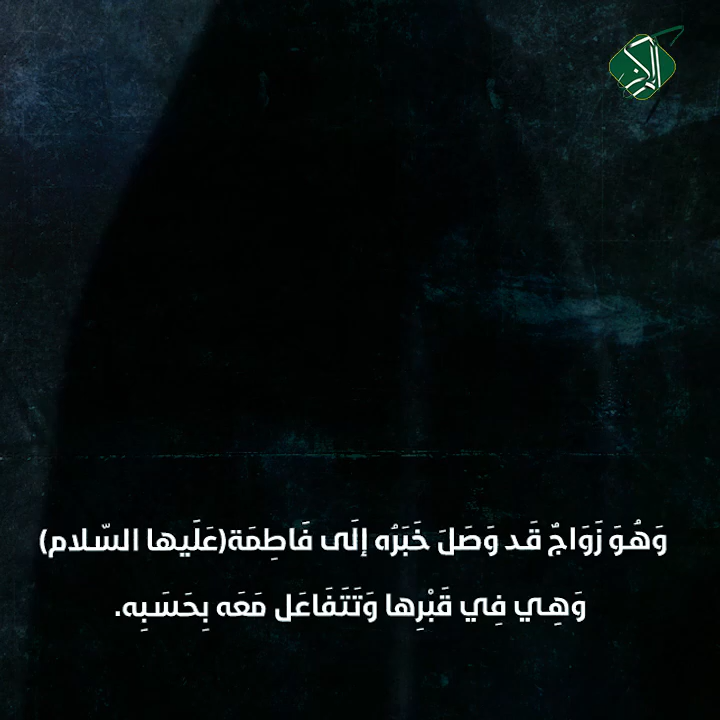 وَهُوَ زَوَاجٌ قَد وَصَلَ خَبَرُه إلَى فَاطِمَة(عَلَيها السّلام)
وَهِي فِي قَبْرِها وَتَتَفَاعَل مَعَه بِحَسَبِه.